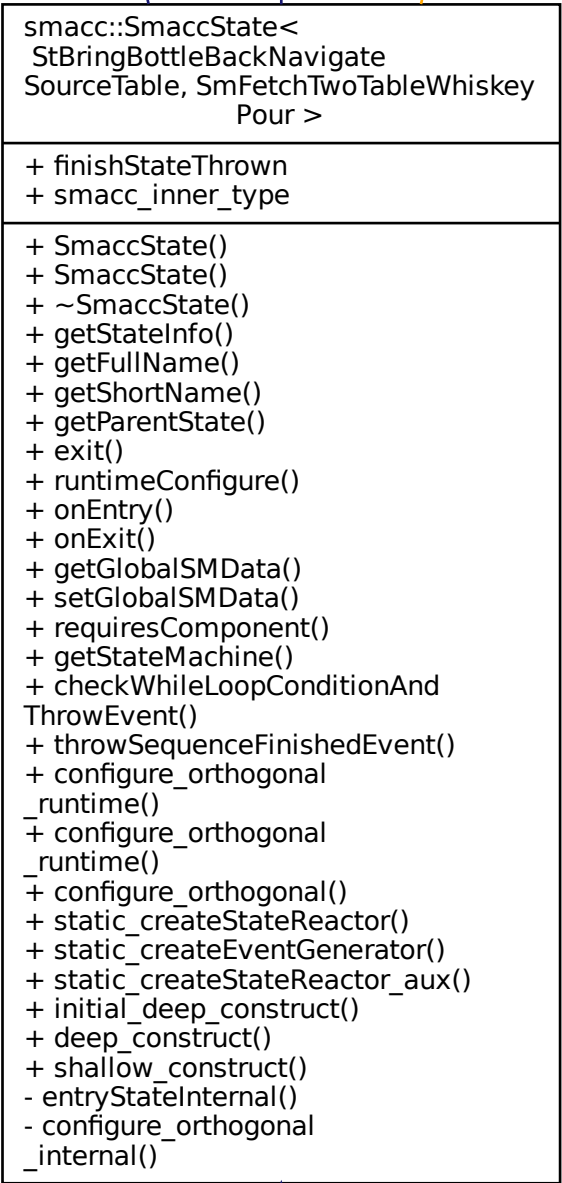 smacc::SmaccState<
StBringBottleBackNavigate
SourceTable, SmFetchTwoTableWhiskey
Pour >
+ finishStateThrown
+ smacc_inner_type
+ SmaccState()
+ SmaccState()
+ ~SmaccState()
+ getStateInfo()
+ getFullName()
+ getShortName()
+ getParentState()
+ exit()
+ runtimeConfigure()
+ onEntry()
+ onExit()
+ getGlobalSMData()
+ setGlobalSMData()
+ requiresComponent()
+ getStateMachine()
+ checkWhileLoopConditionAnd
ThrowEvent()
+ throwSequenceFinishedEvent()
+ configure_orthogonal
_runtime()
+ configure_orthogonal
_runtime()
+ configure_orthogonal()
+ static_createStateReactor()
+ static_createEventGenerator()
+ static_createStateReactor_aux()
+ initial_deep_construct()
+ deep_construct()
+ shallow_construct()
- entryStateInternal()
- configure_orthogonal
_internal()